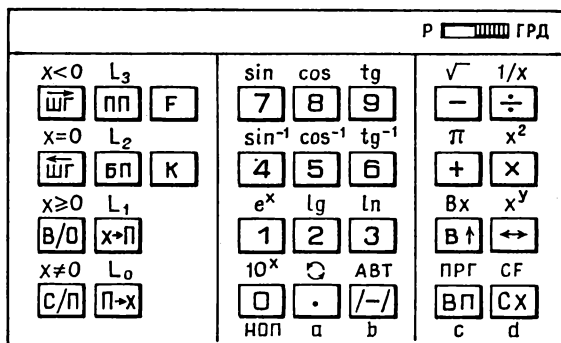 Р ГРД
x<0 L₃ sin cos tg √‾ 1/x
ШГ ПП F 7 8 9 − ÷
x=0 L₂ sin⁻¹ cos⁻¹ tg⁻¹ π x²
ШГ БП К 4 5 6 + ×
x≥0 L₁ eˣ lg ln Вх xʸ
В/О х→П 1 2 3 В↑ ↔
x≠0 L₀ 10ˣ ⟳ АВТ ПРГ CF
С/П П→х 0 . /−/ ВП СХ
НОП a b c d